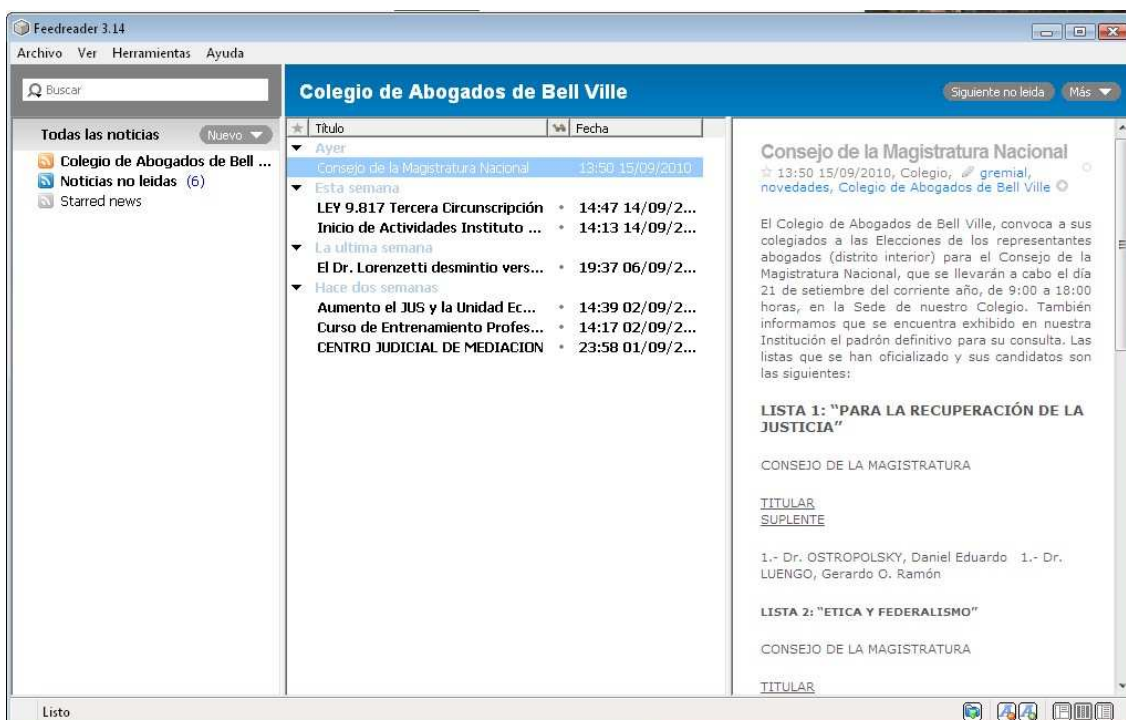 Feedreader 3.14
Archivo Ver Herramientas Ayuda
Buscar
Colegio de Abogados de Bell Ville
Siguiente no leida
Más
Todas las noticias
Nuevo
Colegio de Abogados de Bell ...
Noticias no leidas (6)
Starred news
Título
Fecha
Ayer
Consejo de la Magistratura Nacional 13:50 15/09/2010
Esta semana
LEY 9.817 Tercera Circunscripción 14:47 14/09/2...
Inicio de Actividades Instituto ... 14:13 14/09/2...
La ultima semana
El Dr. Lorenzetti desmintio vers... 19:37 06/09/2...
Hace dos semanas
Aumento el JUS y la Unidad Ec... 14:39 02/09/2...
Curso de Entrenamiento Profes... 14:17 02/09/2...
CENTRO JUDICIAL DE MEDIACION 23:58 01/09/2...
Consejo de la Magistratura Nacional
13:50 15/09/2010, Colegio, gremial,
novedades, Colegio de Abogados de Bell Ville
El Colegio de Abogados de Bell Ville, convoca a sus
colegiados a las Elecciones de los representantes
abogados (distrito interior) para el Consejo de la
Magistratura Nacional, que se llevarán a cabo el día
21 de setiembre del corriente año, de 9:00 a 18:00
horas, en la Sede de nuestro Colegio. También
informamos que se encuentra exhibido en nuestra
Institución el padrón definitivo para su consulta. Las
listas que se han oficializado y sus candidatos son
las siguientes:
LISTA 1: “PARA LA RECUPERACIÓN DE LA
JUSTICIA”
CONSEJO DE LA MAGISTRATURA
TITULAR
SUPLENTE
1.- Dr. OSTROPOLSKY, Daniel Eduardo 1.- Dr.
LUENGO, Gerardo O. Ramón
LISTA 2: “ETICA Y FEDERALISMO”
CONSEJO DE LA MAGISTRATURA
TITULAR
Listo